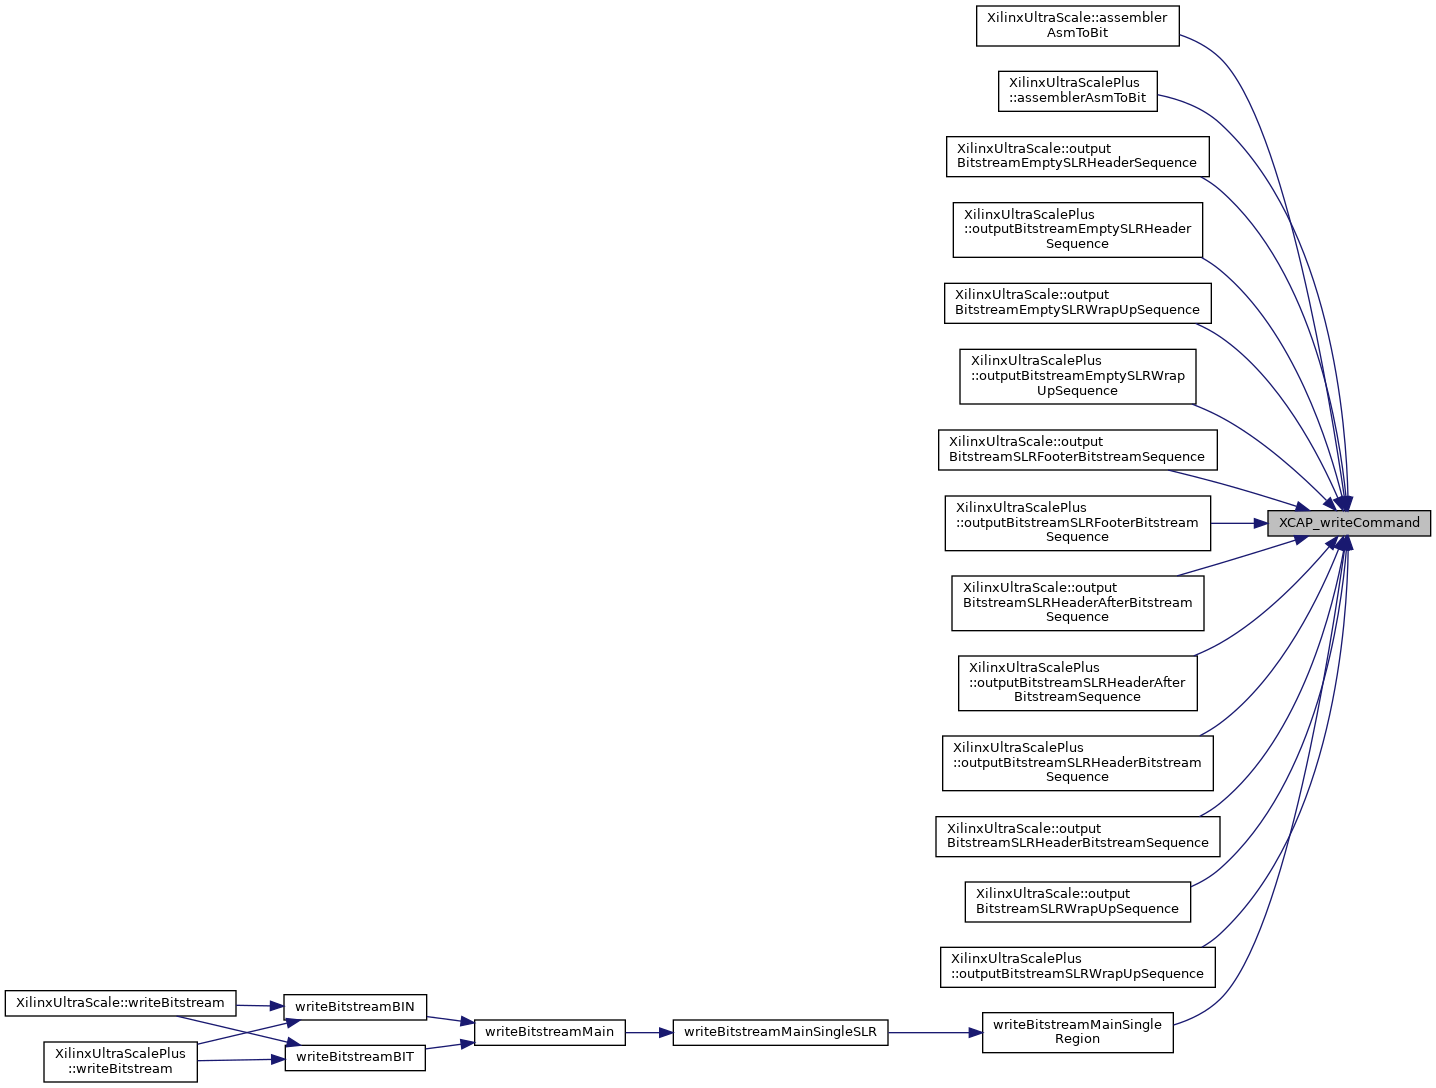 XilinxUltraScale::assembler
AsmToBit
XilinxUltraScalePlus
::assemblerAsmToBit
XilinxUltraScale::output
BitstreamEmptySLRHeaderSequence
XilinxUltraScalePlus
::outputBitstreamEmptySLRHeader
Sequence
XilinxUltraScale::output
BitstreamEmptySLRWrapUpSequence
XilinxUltraScalePlus
::outputBitstreamEmptySLRWrap
UpSequence
XilinxUltraScale::output
BitstreamSLRFooterBitstreamSequence
XilinxUltraScalePlus
::outputBitstreamSLRFooterBitstream
Sequence
XCAP_writeCommand
XilinxUltraScale::output
BitstreamSLRHeaderAfterBitstream
Sequence
XilinxUltraScalePlus
::outputBitstreamSLRHeaderAfter
BitstreamSequence
XilinxUltraScalePlus
::outputBitstreamSLRHeaderBitstream
Sequence
XilinxUltraScale::output
BitstreamSLRHeaderBitstreamSequence
XilinxUltraScale::output
BitstreamSLRWrapUpSequence
XilinxUltraScalePlus
::outputBitstreamSLRWrapUpSequence
XilinxUltraScale::writeBitstream
writeBitstreamBIN
writeBitstreamMain
writeBitstreamMainSingleSLR
writeBitstreamMainSingle
Region
XilinxUltraScalePlus
::writeBitstream
writeBitstreamBIT